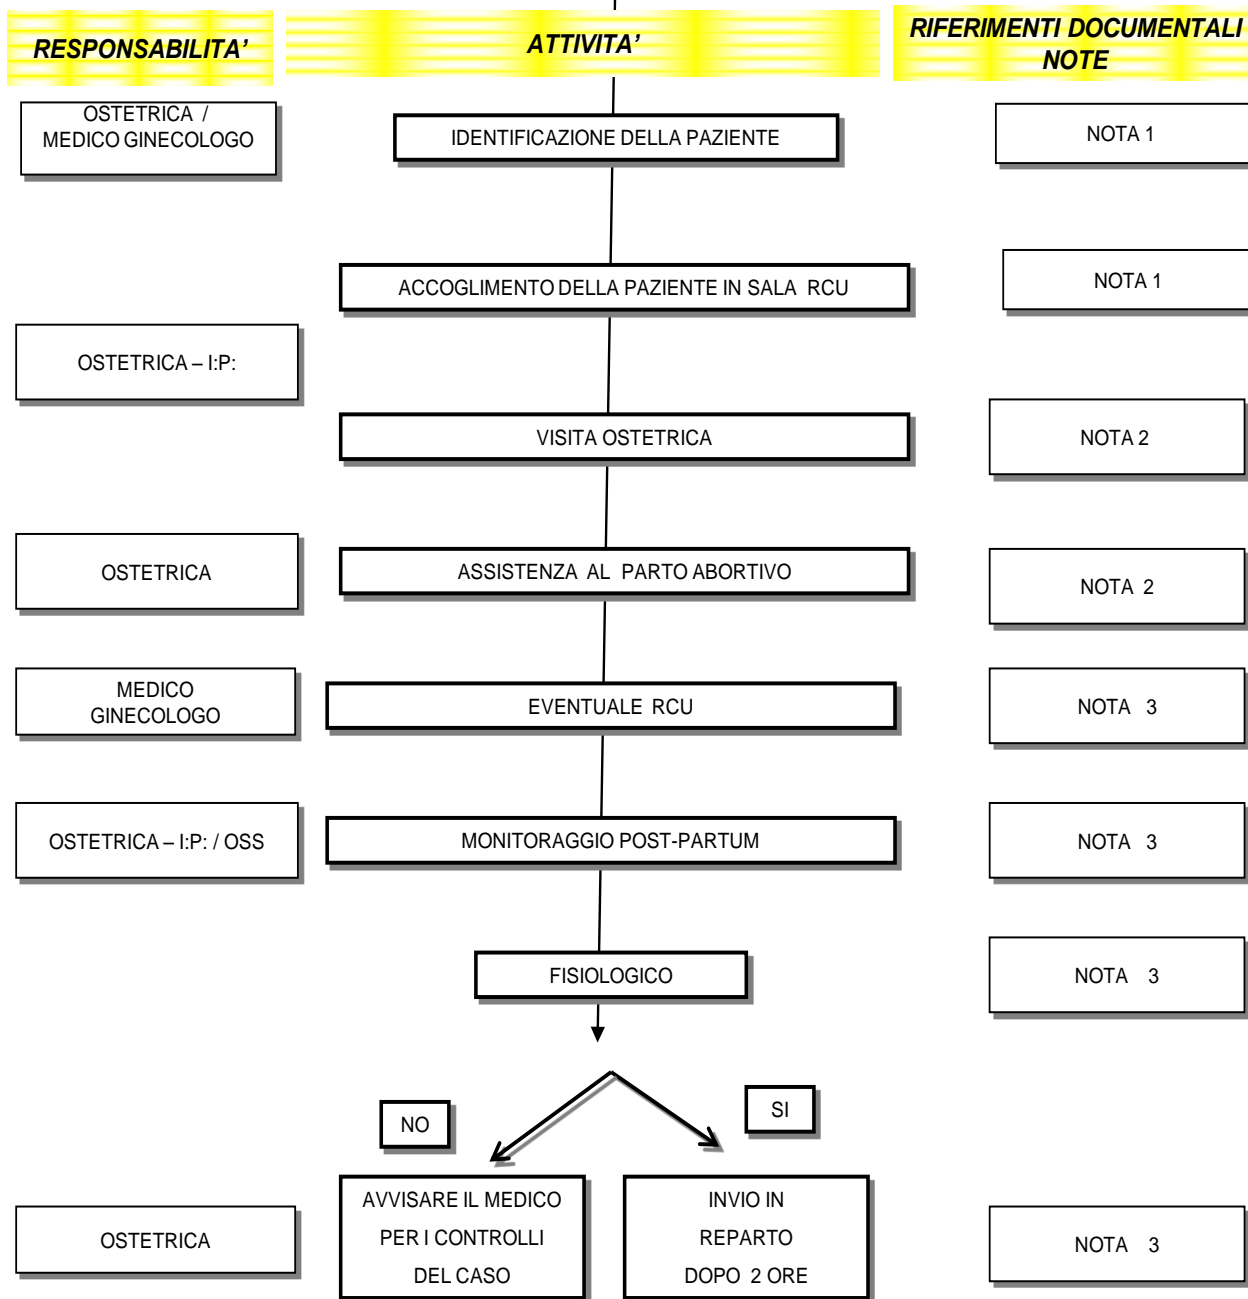 RESPONSABILITA’
ATTIVITA’
RIFERIMENTI DOCUMENTALI
NOTE
OSTETRICA /
MEDICO GINECOLOGO
IDENTIFICAZIONE DELLA PAZIENTE
NOTA 1
ACCOGLIMENTO DELLA PAZIENTE IN SALA RCU
NOTA 1
OSTETRICA – I:P:
VISITA OSTETRICA
NOTA 2
OSTETRICA
ASSISTENZA AL PARTO ABORTIVO
NOTA 2
MEDICO
GINECOLOGO
EVENTUALE RCU
NOTA 3
OSTETRICA – I:P: / OSS
MONITORAGGIO POST-PARTUM
NOTA 3
FISIOLOGICO
NOTA 3
NO
SI
OSTETRICA
AVVISARE IL MEDICO
PER I CONTROLLI
DEL CASO
INVIO IN
REPARTO
DOPO 2 ORE
NOTA 3